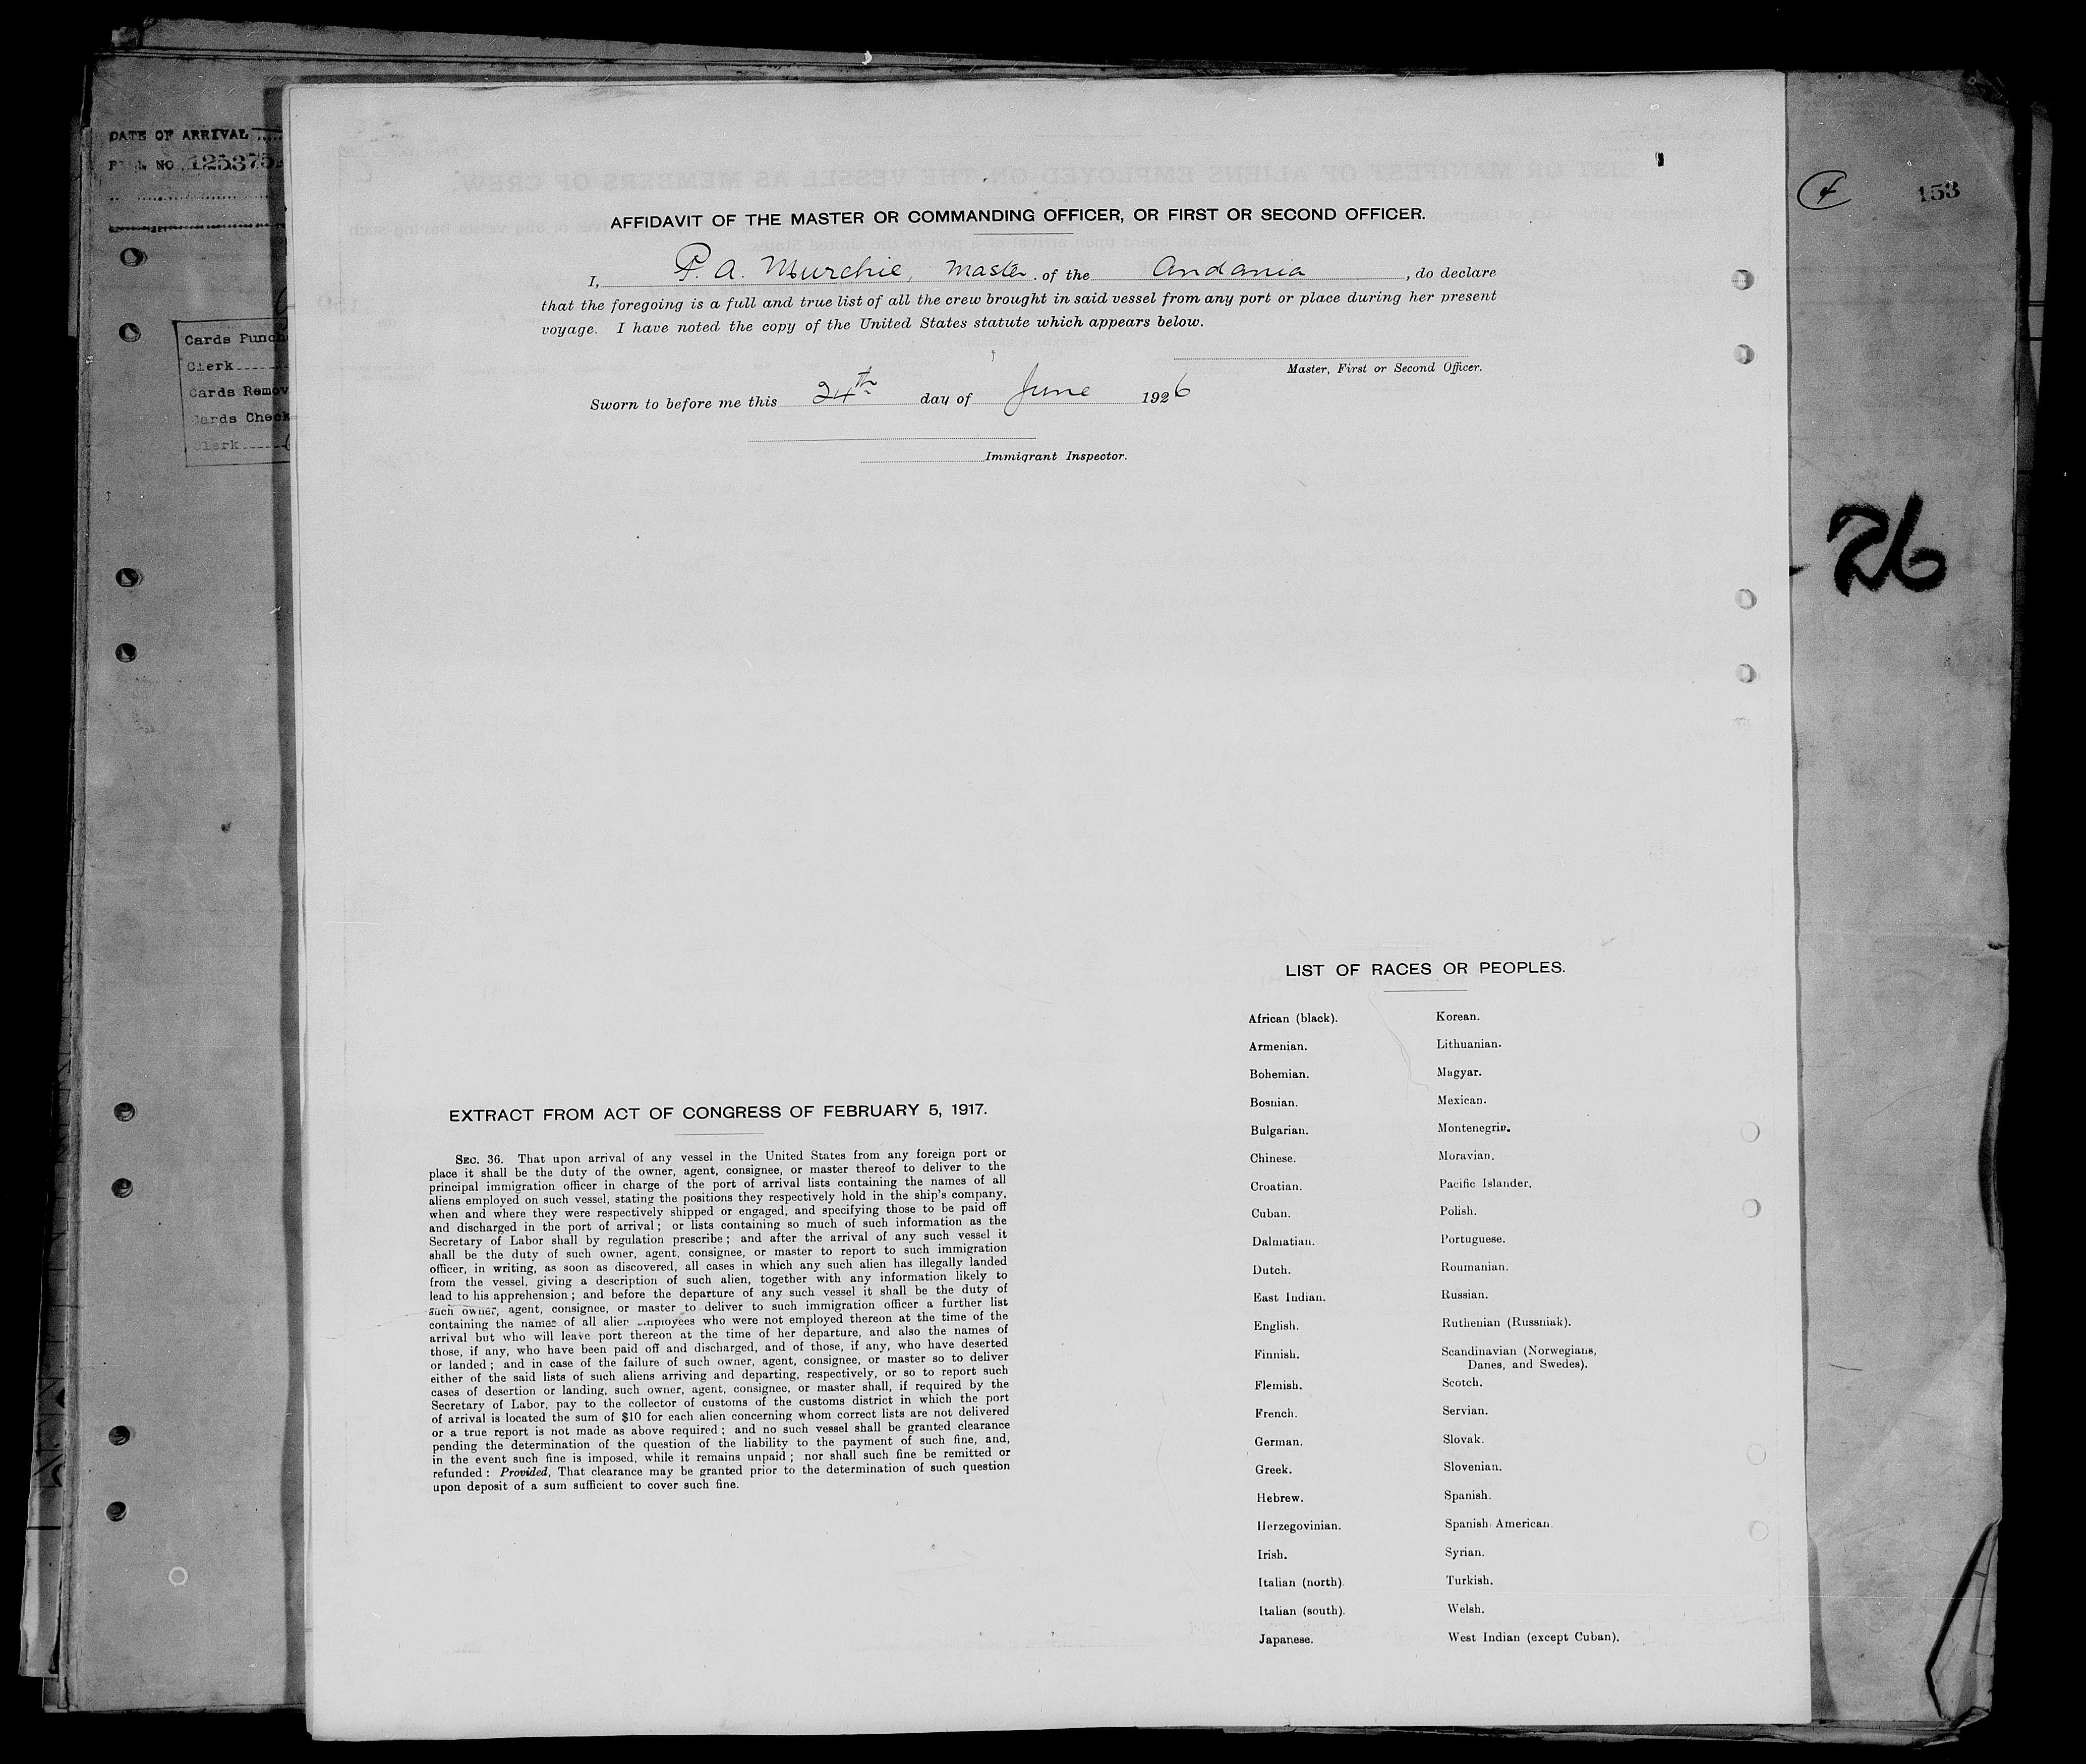 DATE OF ARRIVAL
NO. 125375
Cards Punch
Clerk
Cards Remov
Cards Check
Clerk
153
26
AFFIDAVIT OF THE MASTER OR COMMANDING OFFICER, OR FIRST OR SECOND OFFICER.
I, P. A. Murchie, Master of the Andania, do declare
that the foregoing is a full and true list of all the crew brought in said vessel from any port or place during her present
voyage. I have noted the copy of the United States statute which appears below.
Master, First or Second Officer.
Sworn to before me this 24th day of June 1926
Immigrant Inspector.
EXTRACT FROM ACT OF CONGRESS OF FEBRUARY 5, 1917.
SEC. 36. That upon arrival of any vessel in the United States from any foreign port or
place it shall be the duty of the owner, agent, consignee, or master thereof to deliver to the
principal immigration officer in charge of the port of arrival lists containing the names of all
aliens employed on such vessel, stating the positions they respectively hold in the ship's company,
when and where they were respectively shipped or engaged, and specifying those to be paid off
and discharged in the port of arrival; or lists containing so much of such information as the
Secretary of Labor shall by regulation prescribe; and after the arrival of any such vessel it
shall be the duty of such owner, agent, consignee, or master to report to such immigration
officer, in writing, as soon as discovered, all cases in which any such alien has illegally landed
from the vessel, giving a description of such alien, together with any information likely to
lead to his apprehension; and before the departure of any such vessel it shall be the duty of
such owner, agent, consignee, or master to deliver to such immigration officer a further list
containing the names of all alien employees who were not employed thereon at the time of the
arrival but who will leave port thereon at the time of her departure, and also the names of
those, if any, who have been paid off and discharged, and of those, if any, who have deserted
or landed; and in case of the failure of such owner, agent, consignee, or master so to deliver
either of the said lists of such aliens arriving and departing, respectively, or so to report such
cases of desertion or landing, such owner, agent, consignee, or master shall, if required by the
Secretary of Labor, pay to the collector of customs of the customs district in which the port
of arrival is located the sum of $10 for each alien concerning whom correct lists are not delivered
or a true report is not made as above required; and no such vessel shall be granted clearance
pending the determination of the question of the liability to the payment of such fine, and,
in the event such fine is imposed, while it remains unpaid; nor shall such fine be remitted or
refunded: Provided, That clearance may be granted prior to the determination of such question
upon deposit of a sum sufficient to cover such fine.
LIST OF RACES OR PEOPLES.
African (black).
Armenian.
Bohemian.
Bosnian.
Bulgarian.
Chinese.
Croatian.
Cuban.
Dalmatian.
Dutch.
East Indian.
English.
Finnish.
Flemish.
French.
German.
Greek.
Hebrew.
Herzegovinian.
Irish.
Italian (north).
Italian (south).
Japanese.
Korean.
Lithuanian.
Magyar.
Mexican.
Montenegrin.
Moravian.
Pacific Islander.
Polish.
Portuguese.
Roumanian.
Russian.
Ruthenian (Russniak).
Scandinavian (Norwegians,
Danes, and Swedes).
Scotch.
Servian.
Slovak.
Slovenian.
Spanish.
Spanish American.
Syrian.
Turkish.
Welsh.
West Indian (except Cuban).